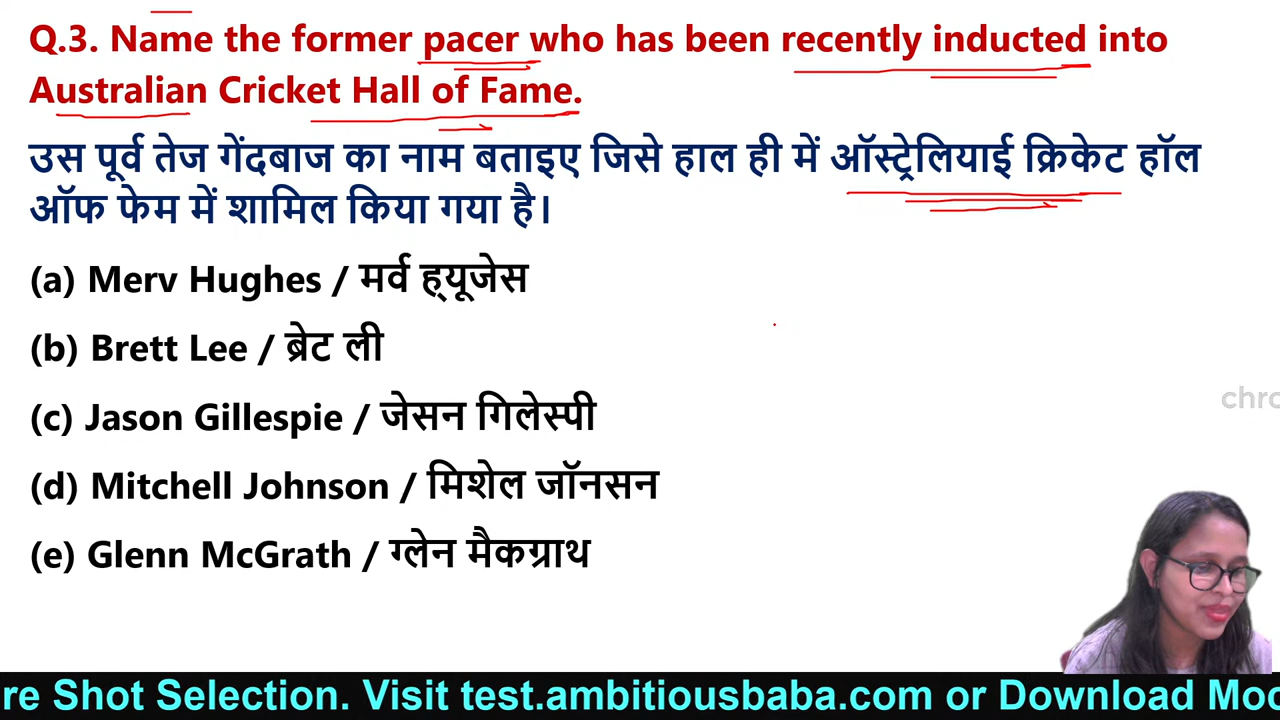 Q.3. Name the former pacer who has been recently inducted into
Australian Cricket Hall of Fame.
उस पूर्व तेज गेंदबाज का नाम बताइए जिसे हाल ही में ऑस्ट्रेलियाई क्रिकेट हॉल
ऑफ फेम में शामिल किया गया है।
(a) Merv Hughes / मर्व ह्यूजेस
(b) Brett Lee / ब्रेट ली
chro
(c) Jason Gillespie / जेसन गिलेस्पी
(d) Mitchell Johnson / मिशेल जॉनसन
(e) Glenn McGrath / ग्लेन मैकग्राथ
re Shot Selection. Visit test.ambitiousbaba.com or Download Moc